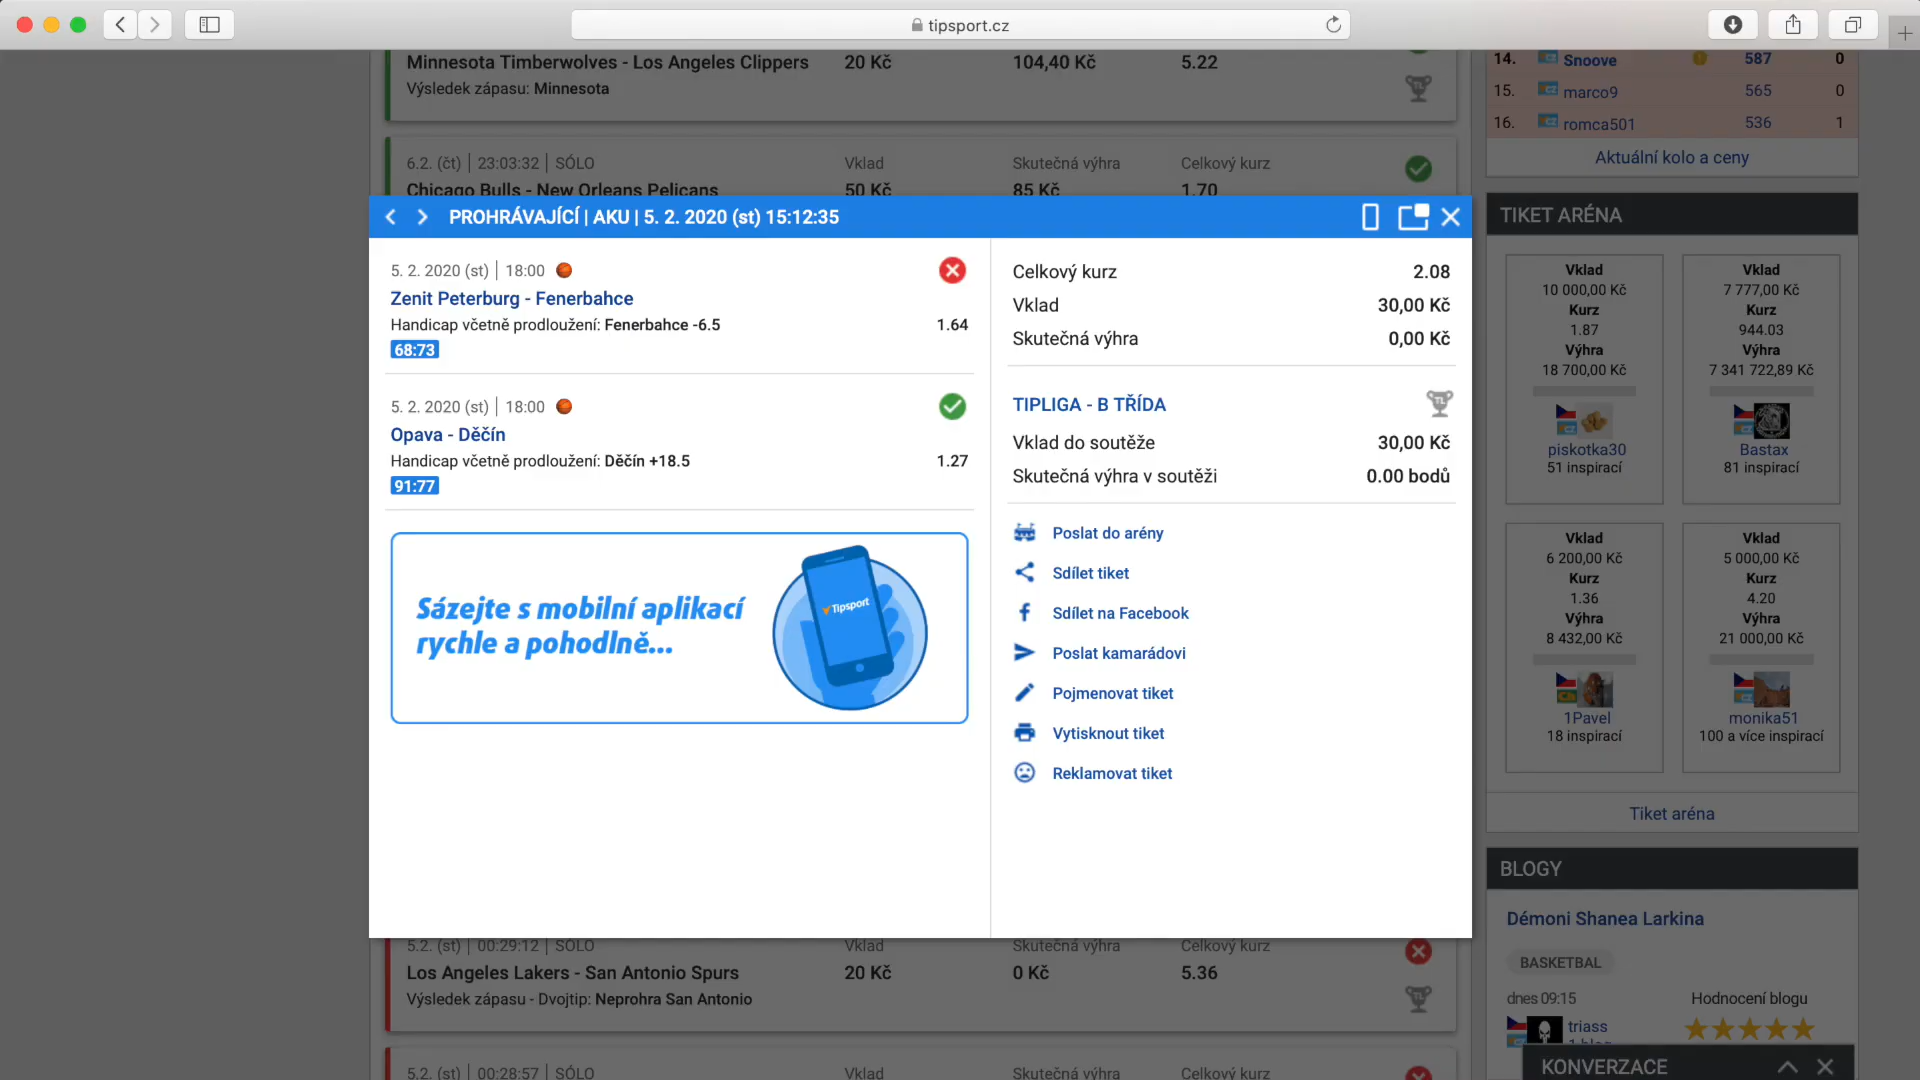 tipsport.cz
Minnesota Timberwolves - Los Angeles Clippers 20 Kč 104,40 Kč 5.22
Výsledek zápasu: Minnesota
6.2. (čt) | 23:03:32 | SÓLO Vklad Skutečná výhra Celkový kurz
Chicago Bulls - New Orleans Pelicans 50 Kč 85 Kč 1.70
PROHRÁVAJÍCÍ | AKU | 5. 2. 2020 (st) 15:12:35
5. 2. 2020 (st) | 18:00
Zenit Peterburg - Fenerbahce
Handicap včetně prodloužení: Fenerbahce -6.5 1.64
68:73
5. 2. 2020 (st) | 18:00
Opava - Děčín
Handicap včetně prodloužení: Děčín +18.5 1.27
91:77
Sázejte s mobilní aplikací
rychle a pohodlně...
Tipsport
Celkový kurz 2.08
Vklad 30,00 Kč
Skutečná výhra 0,00 Kč
TIPLIGA - B TŘÍDA
TL
Vklad do soutěže 30,00 Kč
Skutečná výhra v soutěži 0.00 bodů
Poslat do arény
Sdílet tiket
Sdílet na Facebook
Poslat kamarádovi
Pojmenovat tiket
Vytisknout tiket
Reklamovat tiket
5.2. (st) | 00:29:12 | SÓLO Vklad Skutečná výhra Celkový kurz
Los Angeles Lakers - San Antonio Spurs 20 Kč 0 Kč 5.36
Výsledek zápasu - Dvojtip: Neprohra San Antonio
5.2. (st) | 00:28:57 | SÓLO Vklad Skutečná výhra Celkový kurz
14. Snoove 587 0
15. marco9 565 0
16. romca501 536 1
Aktuální kolo a ceny
TIKET ARÉNA
Vklad
10 000,00 Kč
Kurz
1.87
Výhra
18 700,00 Kč
piskotka30
51 inspirací
Vklad
7 777,00 Kč
Kurz
944.03
Výhra
7 341 722,89 Kč
Bastax
81 inspirací
Vklad
6 200,00 Kč
Kurz
1.36
Výhra
8 432,00 Kč
1Pavel
18 inspirací
Vklad
5 000,00 Kč
Kurz
4.20
Výhra
21 000,00 Kč
monika51
100 a více inspirací
Tiket aréna
BLOGY
Démoni Shanea Larkina
BASKETBAL
dnes 09:15 Hodnocení blogu
triass
KONVERZACE